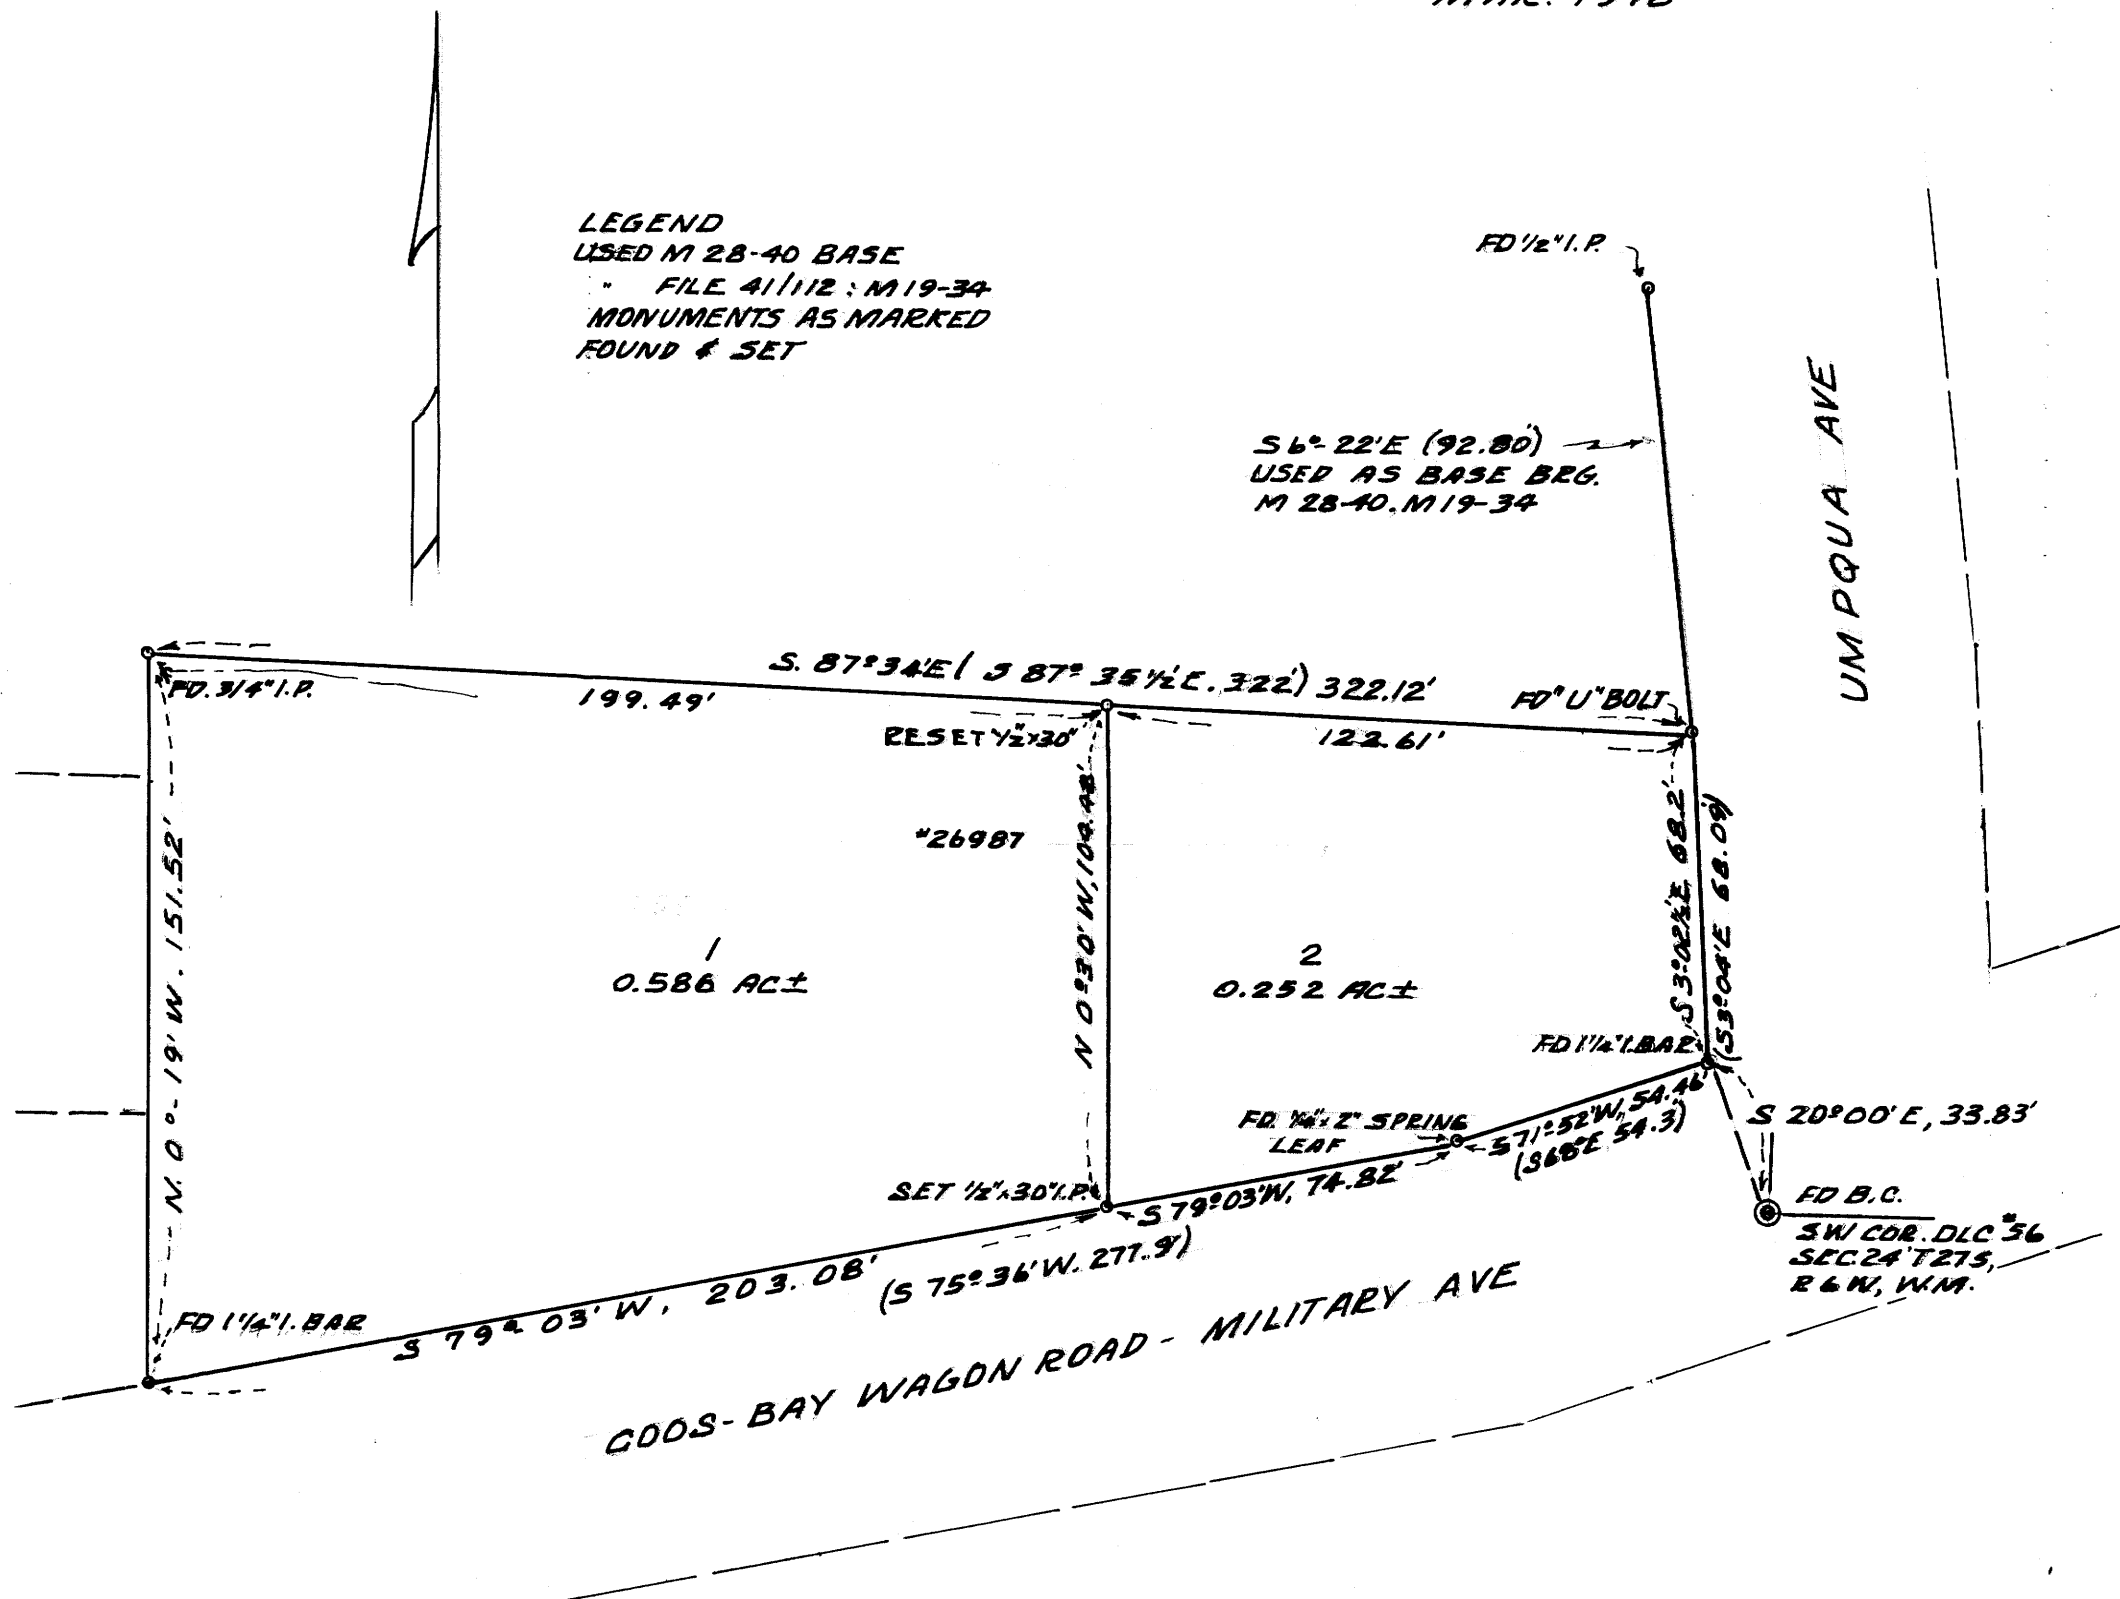 LEGEND
USED M 28-40 BASE
" FILE 41/112 : M19-34
MONUMENTS AS MARKED
FOUND & SET
FD 1/2" I.P.
S 6°-22'E (92.80')
USED AS BASE BRG.
M 28-40. M19-34
UMPQUA AVE
S. 87°34'E ( S 87° 35 1/2'E. 322') 322.12'
FD. 3/4" I.P.
199.49'
FD "U" BOLT
RESET 1/2"x30"
122.61'
N. 0°-19' W. 151.52'
N 0°-30' W, 104.48'
#26987
S 3°-02 1/2' E, 68.2'
(S3°04'E 68.09')
1
0.586 AC±
2
0.252 AC±
FD 1 1/4" I. BAR
FD. 1/4" x 2" SPRING
LEAF
S 71°-52'W, 54.46'
(S68°E 54.3')
S 20°00' E, 33.83'
SET 1/2"x30" I.P.
S 79°-03'W, 74.82'
FD B.C.
SW COR. DLC #56
SEC. 24 T27S,
R 6 W, W.M.
FD 1 1/4" I. BAR
S 79° 03' W, 203.08'
(S 75°36' W. 277.9')
COOS-BAY WAGON ROAD - MILITARY AVE